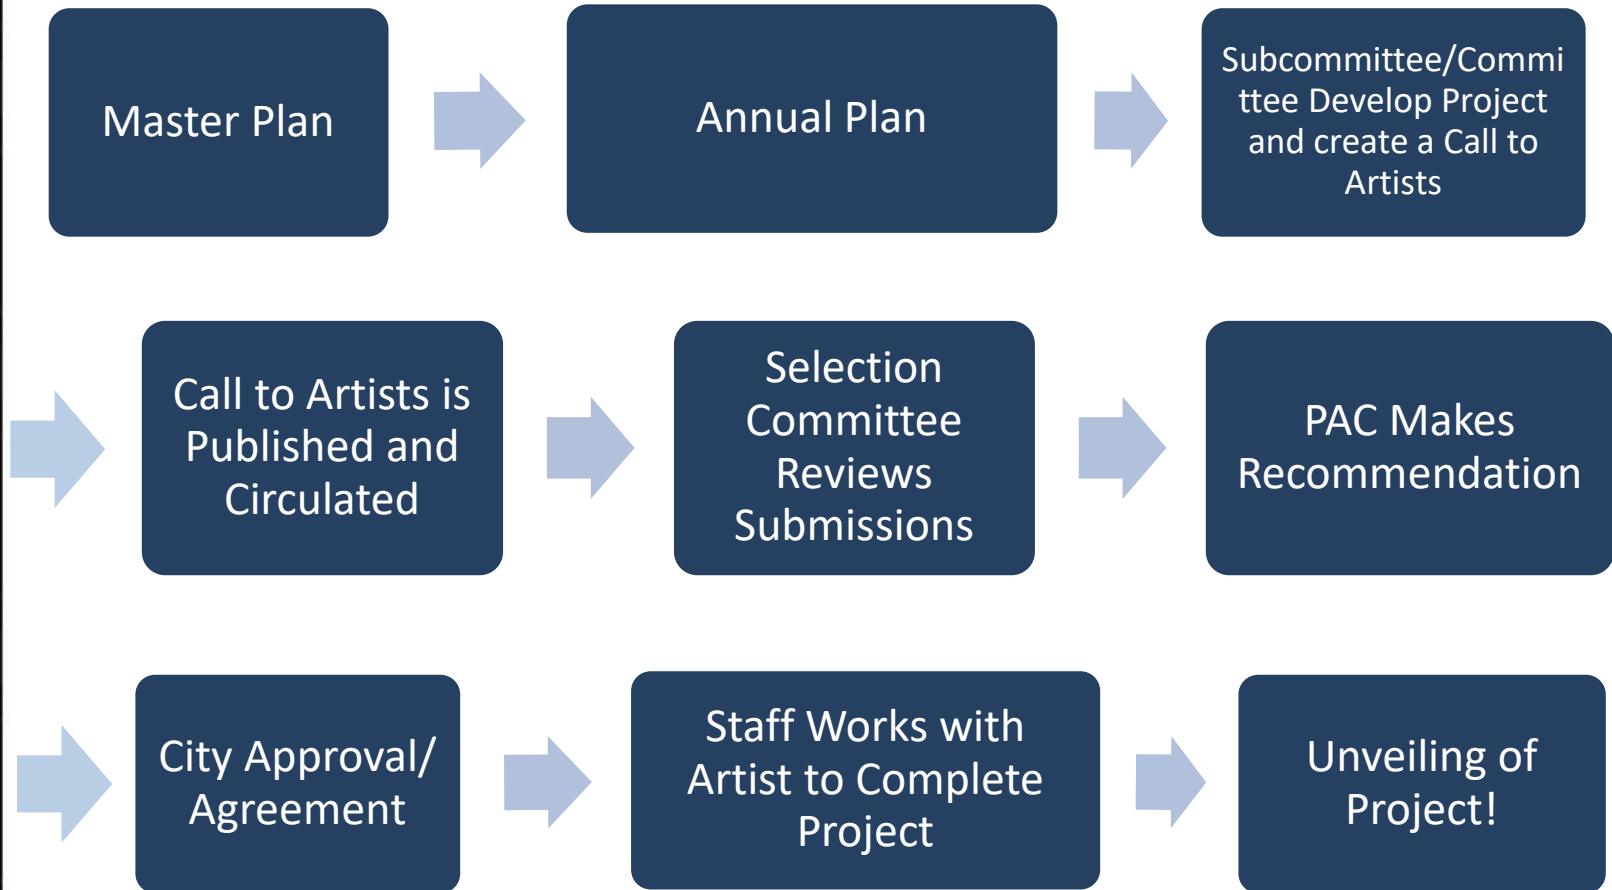 Master Plan
Annual Plan
Subcommittee/Commi
ttee Develop Project
and create a Call to
Artists
Call to Artists is
Published and
Circulated
Selection
Committee
Reviews
Submissions
PAC Makes
Recommendation
City Approval/
Agreement
Staff Works with
Artist to Complete
Project
Unveiling of
Project!